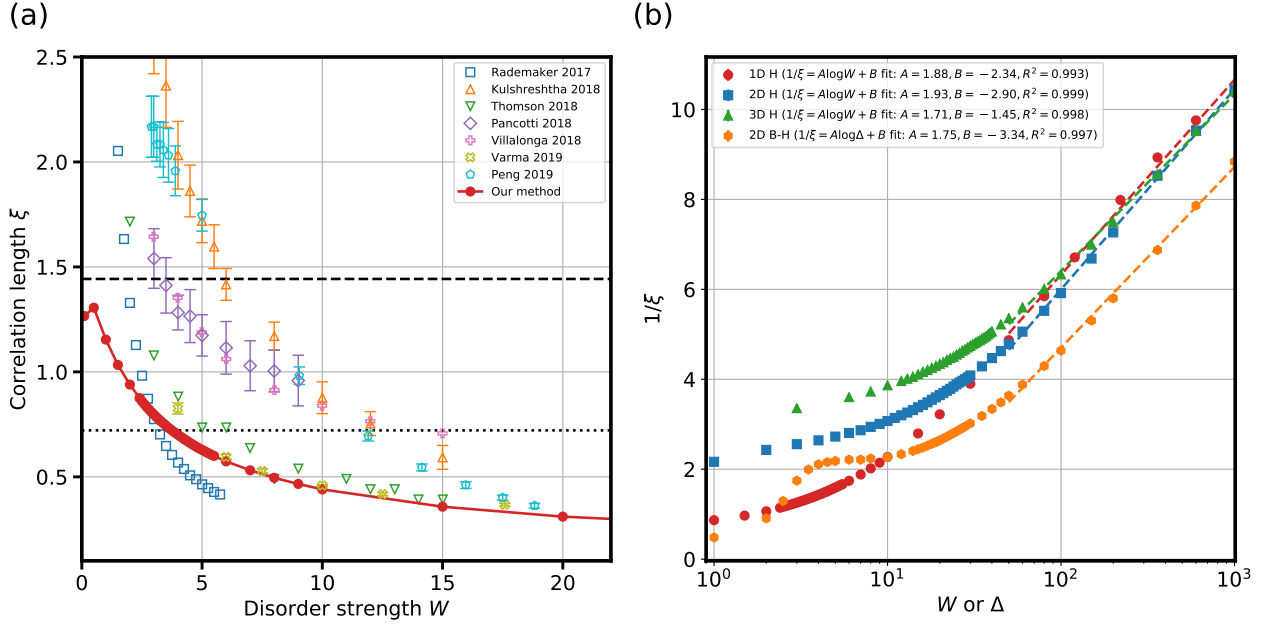 (a)
(b)
2.5
2.0
1.5
1.0
0.5
0
5
10
15
20
Correlation length ξ
Disorder strength W
Rademaker 2017
Kulshreshtha 2018
Thomson 2018
Pancotti 2018
Villalonga 2018
Varma 2019
Peng 2019
Our method
10
8
6
4
2
0
10⁰
10¹
10²
10³
1/ξ
W or Δ
1D H (1/ξ = AlogW + B fit: A = 1.88, B = −2.34, R² = 0.993)
2D H (1/ξ = AlogW + B fit: A = 1.93, B = −2.90, R² = 0.999)
3D H (1/ξ = AlogW + B fit: A = 1.71, B = −1.45, R² = 0.998)
2D B-H (1/ξ = AlogΔ + B fit: A = 1.75, B = −3.34, R² = 0.997)